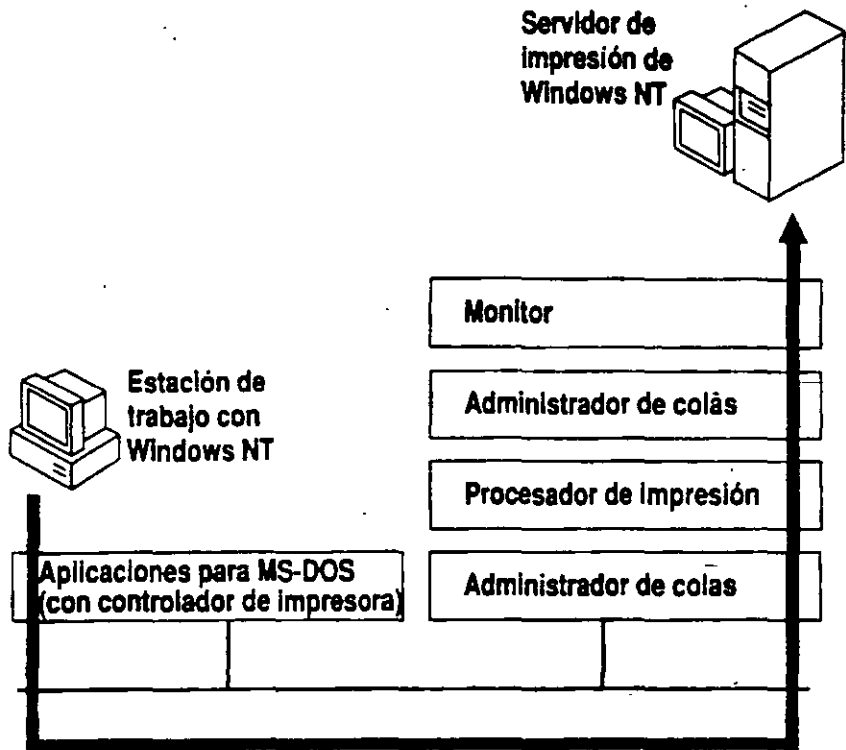 Servidor de
impresión de
Windows NT
Monitor
Estación de
trabajo con
Windows NT
Administrador de colas
Procesador de impresión
Aplicaciones para MS-DOS
(con controlador de impresora)
Administrador de colas